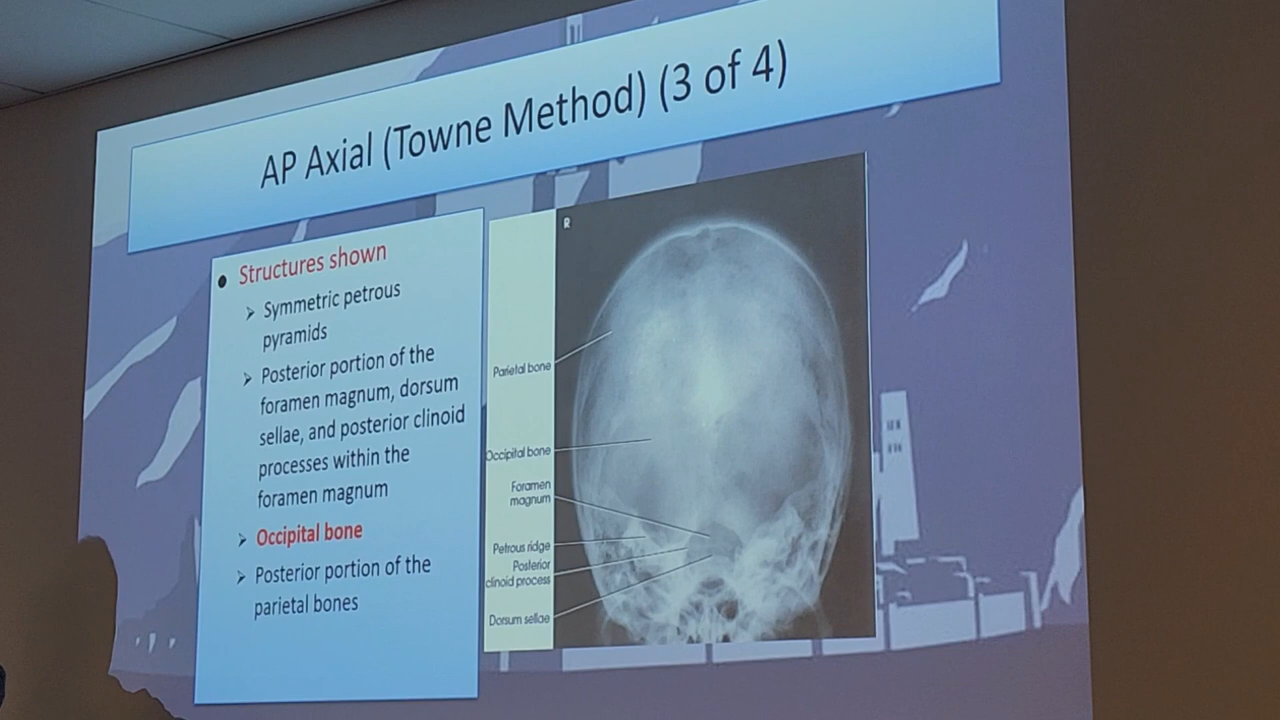 AP Axial (Towne Method) (3 of 4)
Structures shown
Symmetric petrous
pyramids
Posterior portion of the
foramen magnum, dorsum
sellae, and posterior clinoid
processes within the
foramen magnum
Occipital bone
Posterior portion of the
parietal bones
R
Parietal bone
Occipital bone
Foramen
magnum
Petrous ridge
Posterior
clinoid process
Dorsum sellae